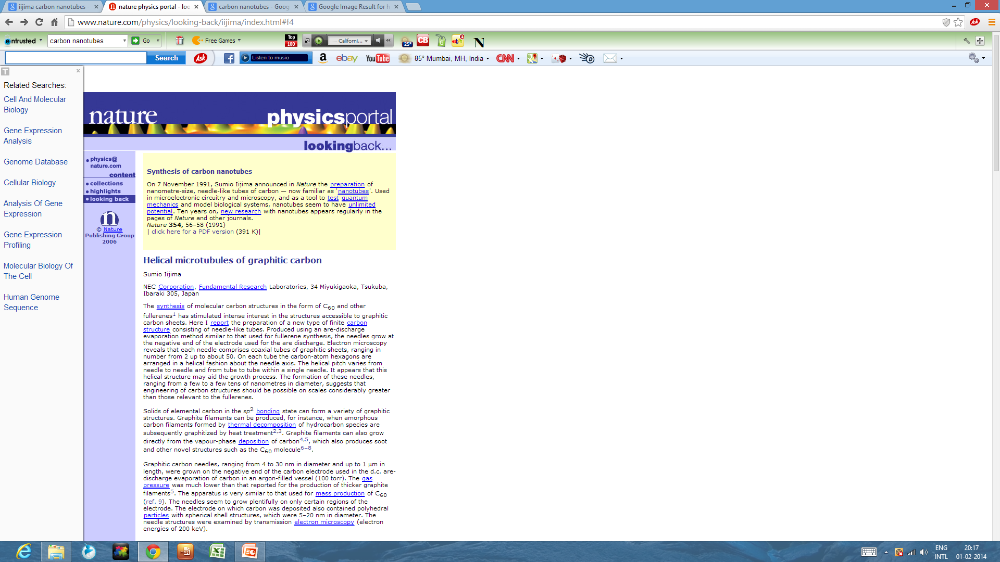 iijima carbon nanotubes -
nature physics portal - loo
carbon nanotubes - Goog
Google Image Result for h
www.nature.com/physics/looking-back/iijima/index.html#f4
Ask
entrusted
carbon nanotubes
Go
Free Games
Top 100
..... Californi...
25°
CB
eby
1
N
Search
Ask
Listen to music
a
ebay
YouTube
85° Mumbai, MH, India
CNN
T
Related Searches:
Cell And Molecular
Biology
Gene Expression
Analysis
Genome Database
Cellular Biology
Analysis Of Gene
Expression
Gene Expression
Profiling
Molecular Biology Of
The Cell
Human Genome
Sequence
nature physicsportal
lookingback...
physics@
nature.com
content
collections
highlights
looking back
n
© Nature
Publishing Group
2006
Synthesis of carbon nanotubes
On 7 November 1991, Sumio Iijima announced in Nature the preparation of
nanometre-size, needle-like tubes of carbon — now familiar as 'nanotubes'. Used
in microelectronic circuitry and microscopy, and as a tool to test quantum
mechanics and model biological systems, nanotubes seem to have unlimited
potential. Ten years on, new research with nanotubes appears regularly in the
pages of Nature and other journals.
Nature 354, 56–58 (1991)
| click here for a PDF version (391 K)|
Helical microtubules of graphitic carbon
Sumio Iijima
NEC Corporation, Fundamental Research Laboratories, 34 Miyukigaoka, Tsukuba,
Ibaraki 305, Japan
The synthesis of molecular carbon structures in the form of C60 and other
fullerenes1 has stimulated intense interest in the structures accessible to graphitic
carbon sheets. Here I report the preparation of a new type of finite carbon
structure consisting of needle-like tubes. Produced using an are-discharge
evaporation method similar to that used for fullerene synthesis, the needles grow at
the negative end of the electrode used for the are discharge. Electron microscopy
reveals that each needle comprises coaxial tubes of graphitic sheets, ranging in
number from 2 up to about 50. On each tube the carbon-atom hexagons are
arranged in a helical fashion about the needle axis. The helical pitch varies from
needle to needle and from tube to tube within a single needle. It appears that this
helical structure may aid the growth process. The formation of these needles,
ranging from a few to a few tens of nanometres in diameter, suggests that
engineering of carbon structures should be possible on scales considerably greater
than those relevant to the fullerenes.
Solids of elemental carbon in the sp2 bonding state can form a variety of graphitic
structures. Graphite filaments can be produced, for instance, when amorphous
carbon filaments formed by thermal decomposition of hydrocarbon species are
subsequently graphitized by heat treatment2,3. Graphite filaments can also grow
directly from the vapour-phase deposition of carbon4,5, which also produces soot
and other novel structures such as the C60 molecule6–8.
Graphitic carbon needles, ranging from 4 to 30 nm in diameter and up to 1 µm in
length, were grown on the negative end of the carbon electrode used in the d.c. are-
discharge evaporation of carbon in an argon-filled vessel (100 torr). The gas
pressure was much lower than that reported for the production of thicker graphite
filaments5. The apparatus is very similar to that used for mass production of C60
(ref. 9). The needles seem to grow plentifully on only certain regions of the
electrode. The electrode on which carbon was deposited also contained polyhedral
particles with spherical shell structures, which were 5–20 nm in diameter. The
needle structures were examined by transmission electron microscopy (electron
energies of 200 keV).
MP3
ENG
INTL
20:17
01-02-2014